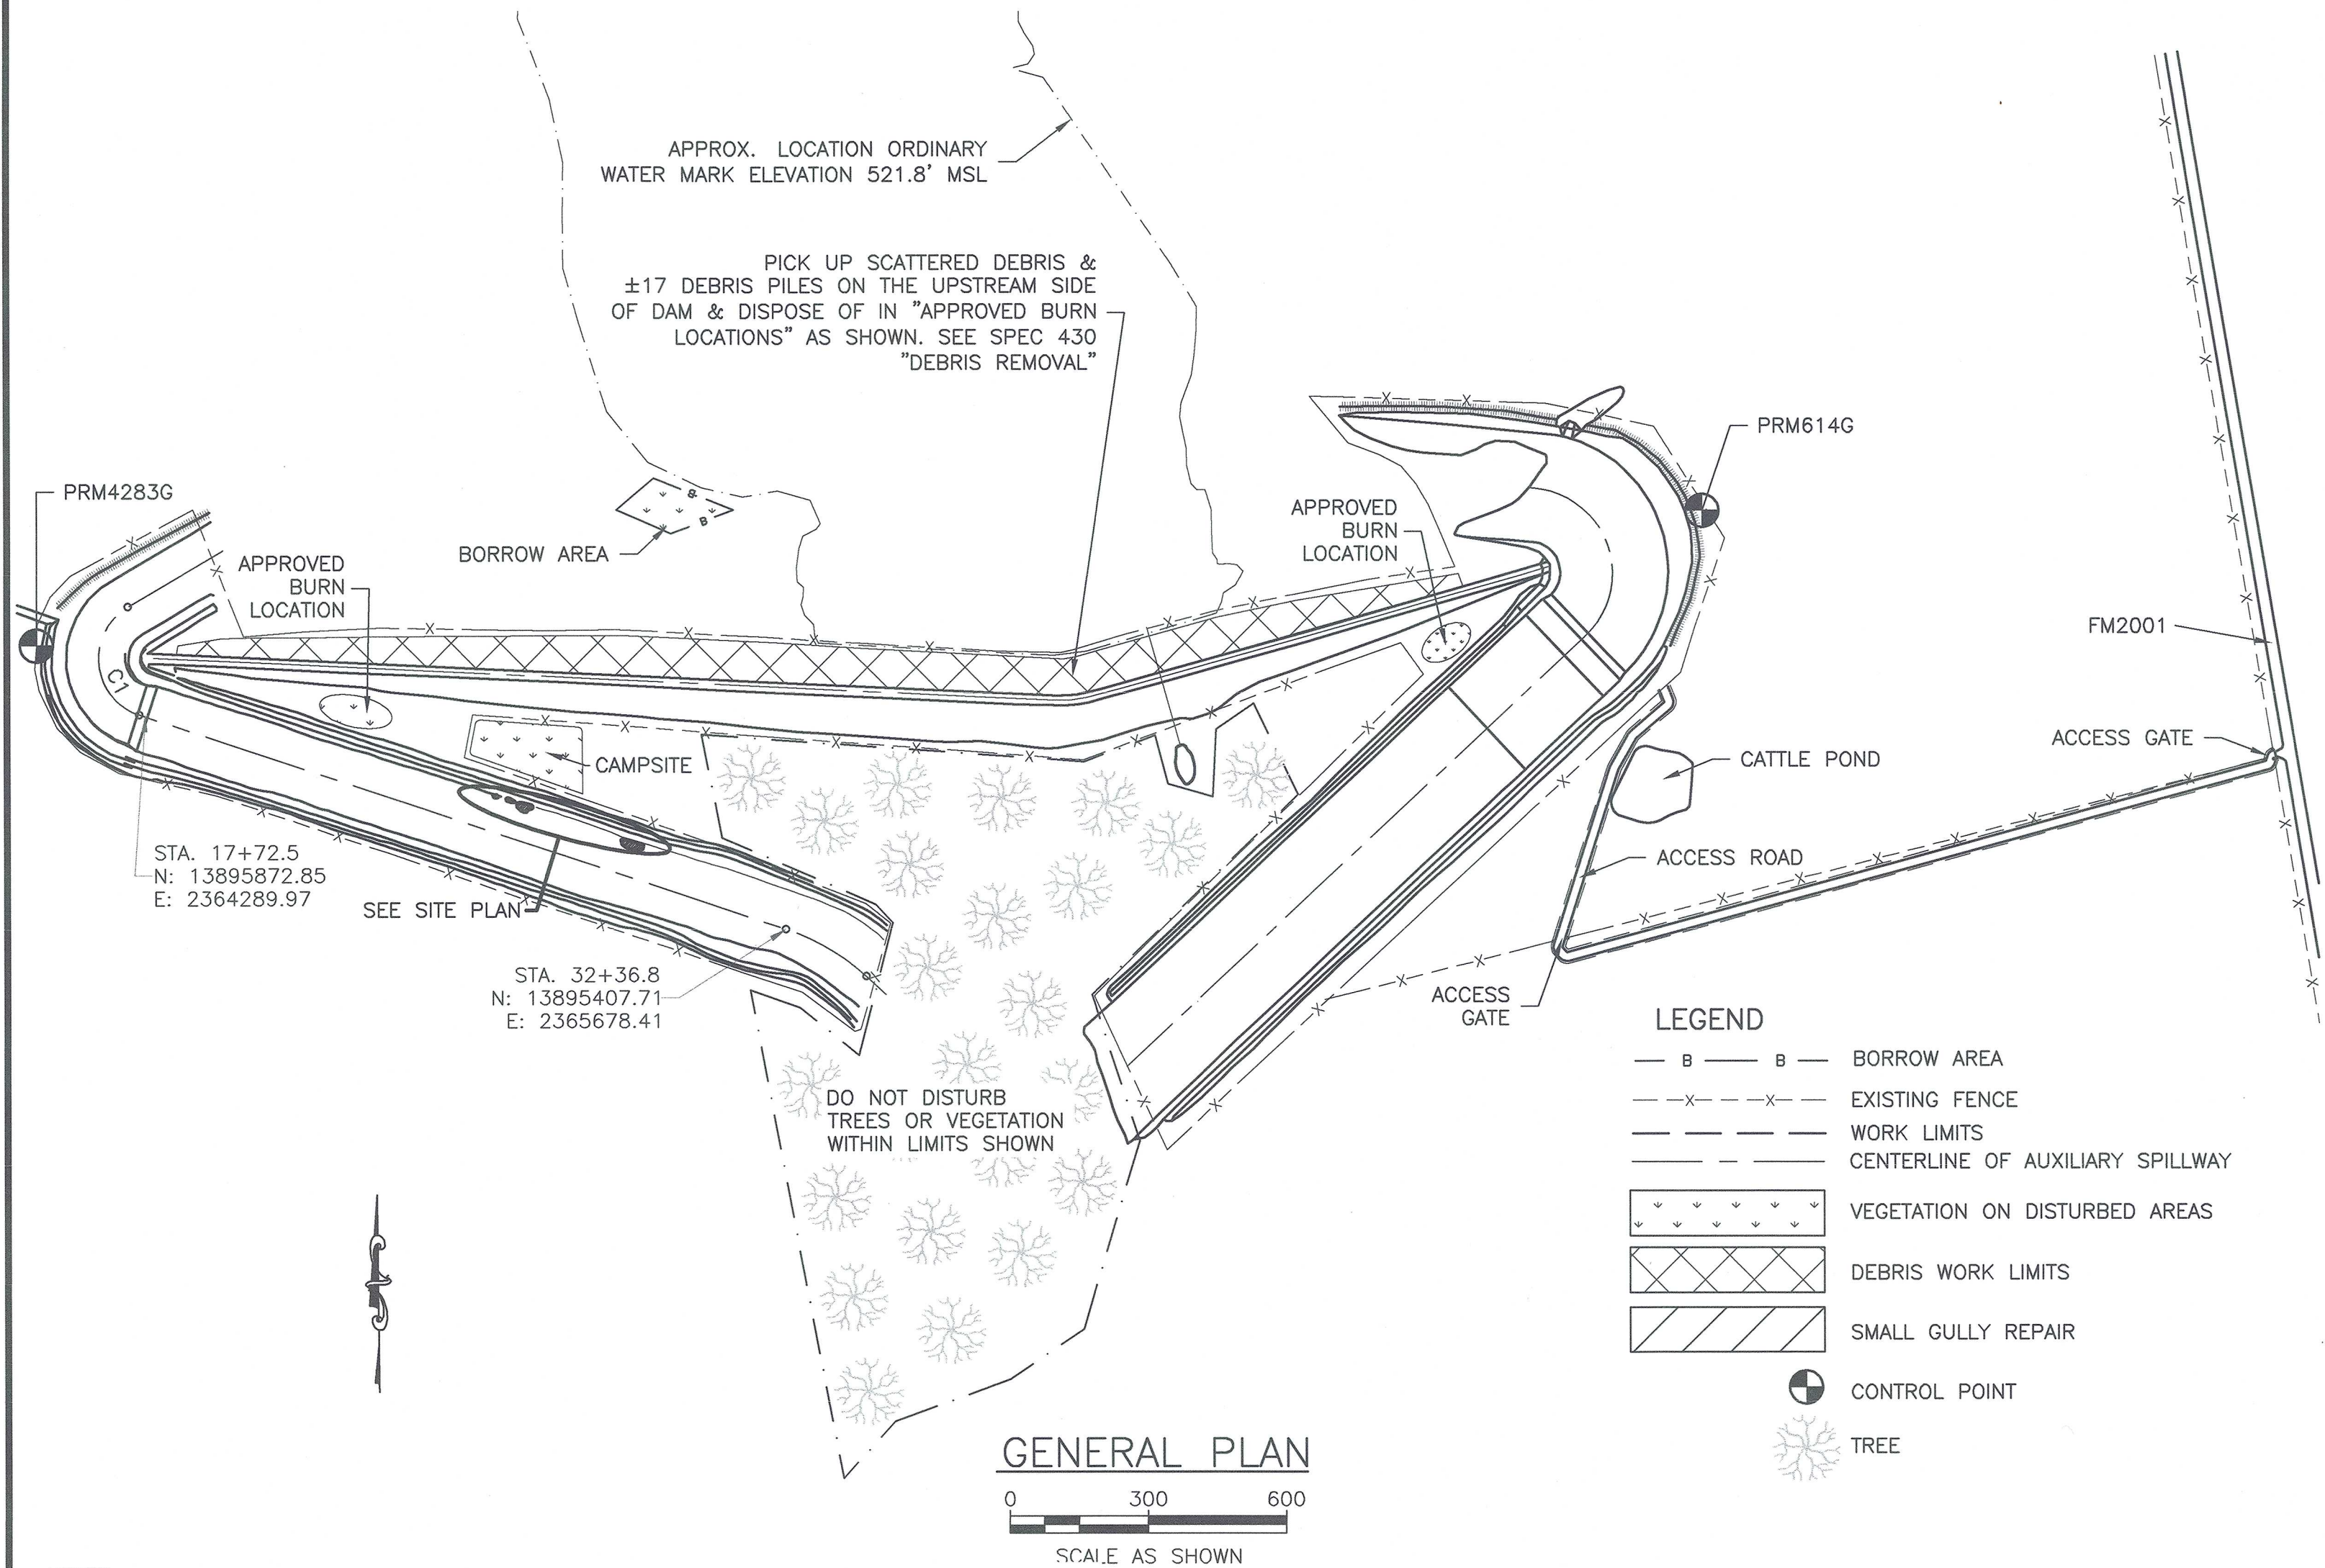 APPROX. LOCATION ORDINARY
WATER MARK ELEVATION 521.8' MSL
PICK UP SCATTERED DEBRIS &
±17 DEBRIS PILES ON THE UPSTREAM SIDE
OF DAM & DISPOSE OF IN "APPROVED BURN
LOCATIONS" AS SHOWN. SEE SPEC 430
"DEBRIS REMOVAL"
PRM614G
PRM4283G
B
B
BORROW AREA
APPROVED
BURN
LOCATION
APPROVED
BURN
LOCATION
FM2001
C1
ACCESS GATE
CATTLE POND
CAMPSITE
ACCESS ROAD
STA. 17+72.5
N: 13895872.85
E: 2364289.97
SEE SITE PLAN
STA. 32+36.8
N: 13895407.71
E: 2365678.41
ACCESS
GATE
DO NOT DISTURB
TREES OR VEGETATION
WITHIN LIMITS SHOWN
LEGEND
B B BORROW AREA
X X EXISTING FENCE
WORK LIMITS
CENTERLINE OF AUXILIARY SPILLWAY
VEGETATION ON DISTURBED AREAS
DEBRIS WORK LIMITS
SMALL GULLY REPAIR
CONTROL POINT
TREE
GENERAL PLAN
0 300 600
SCALE AS SHOWN